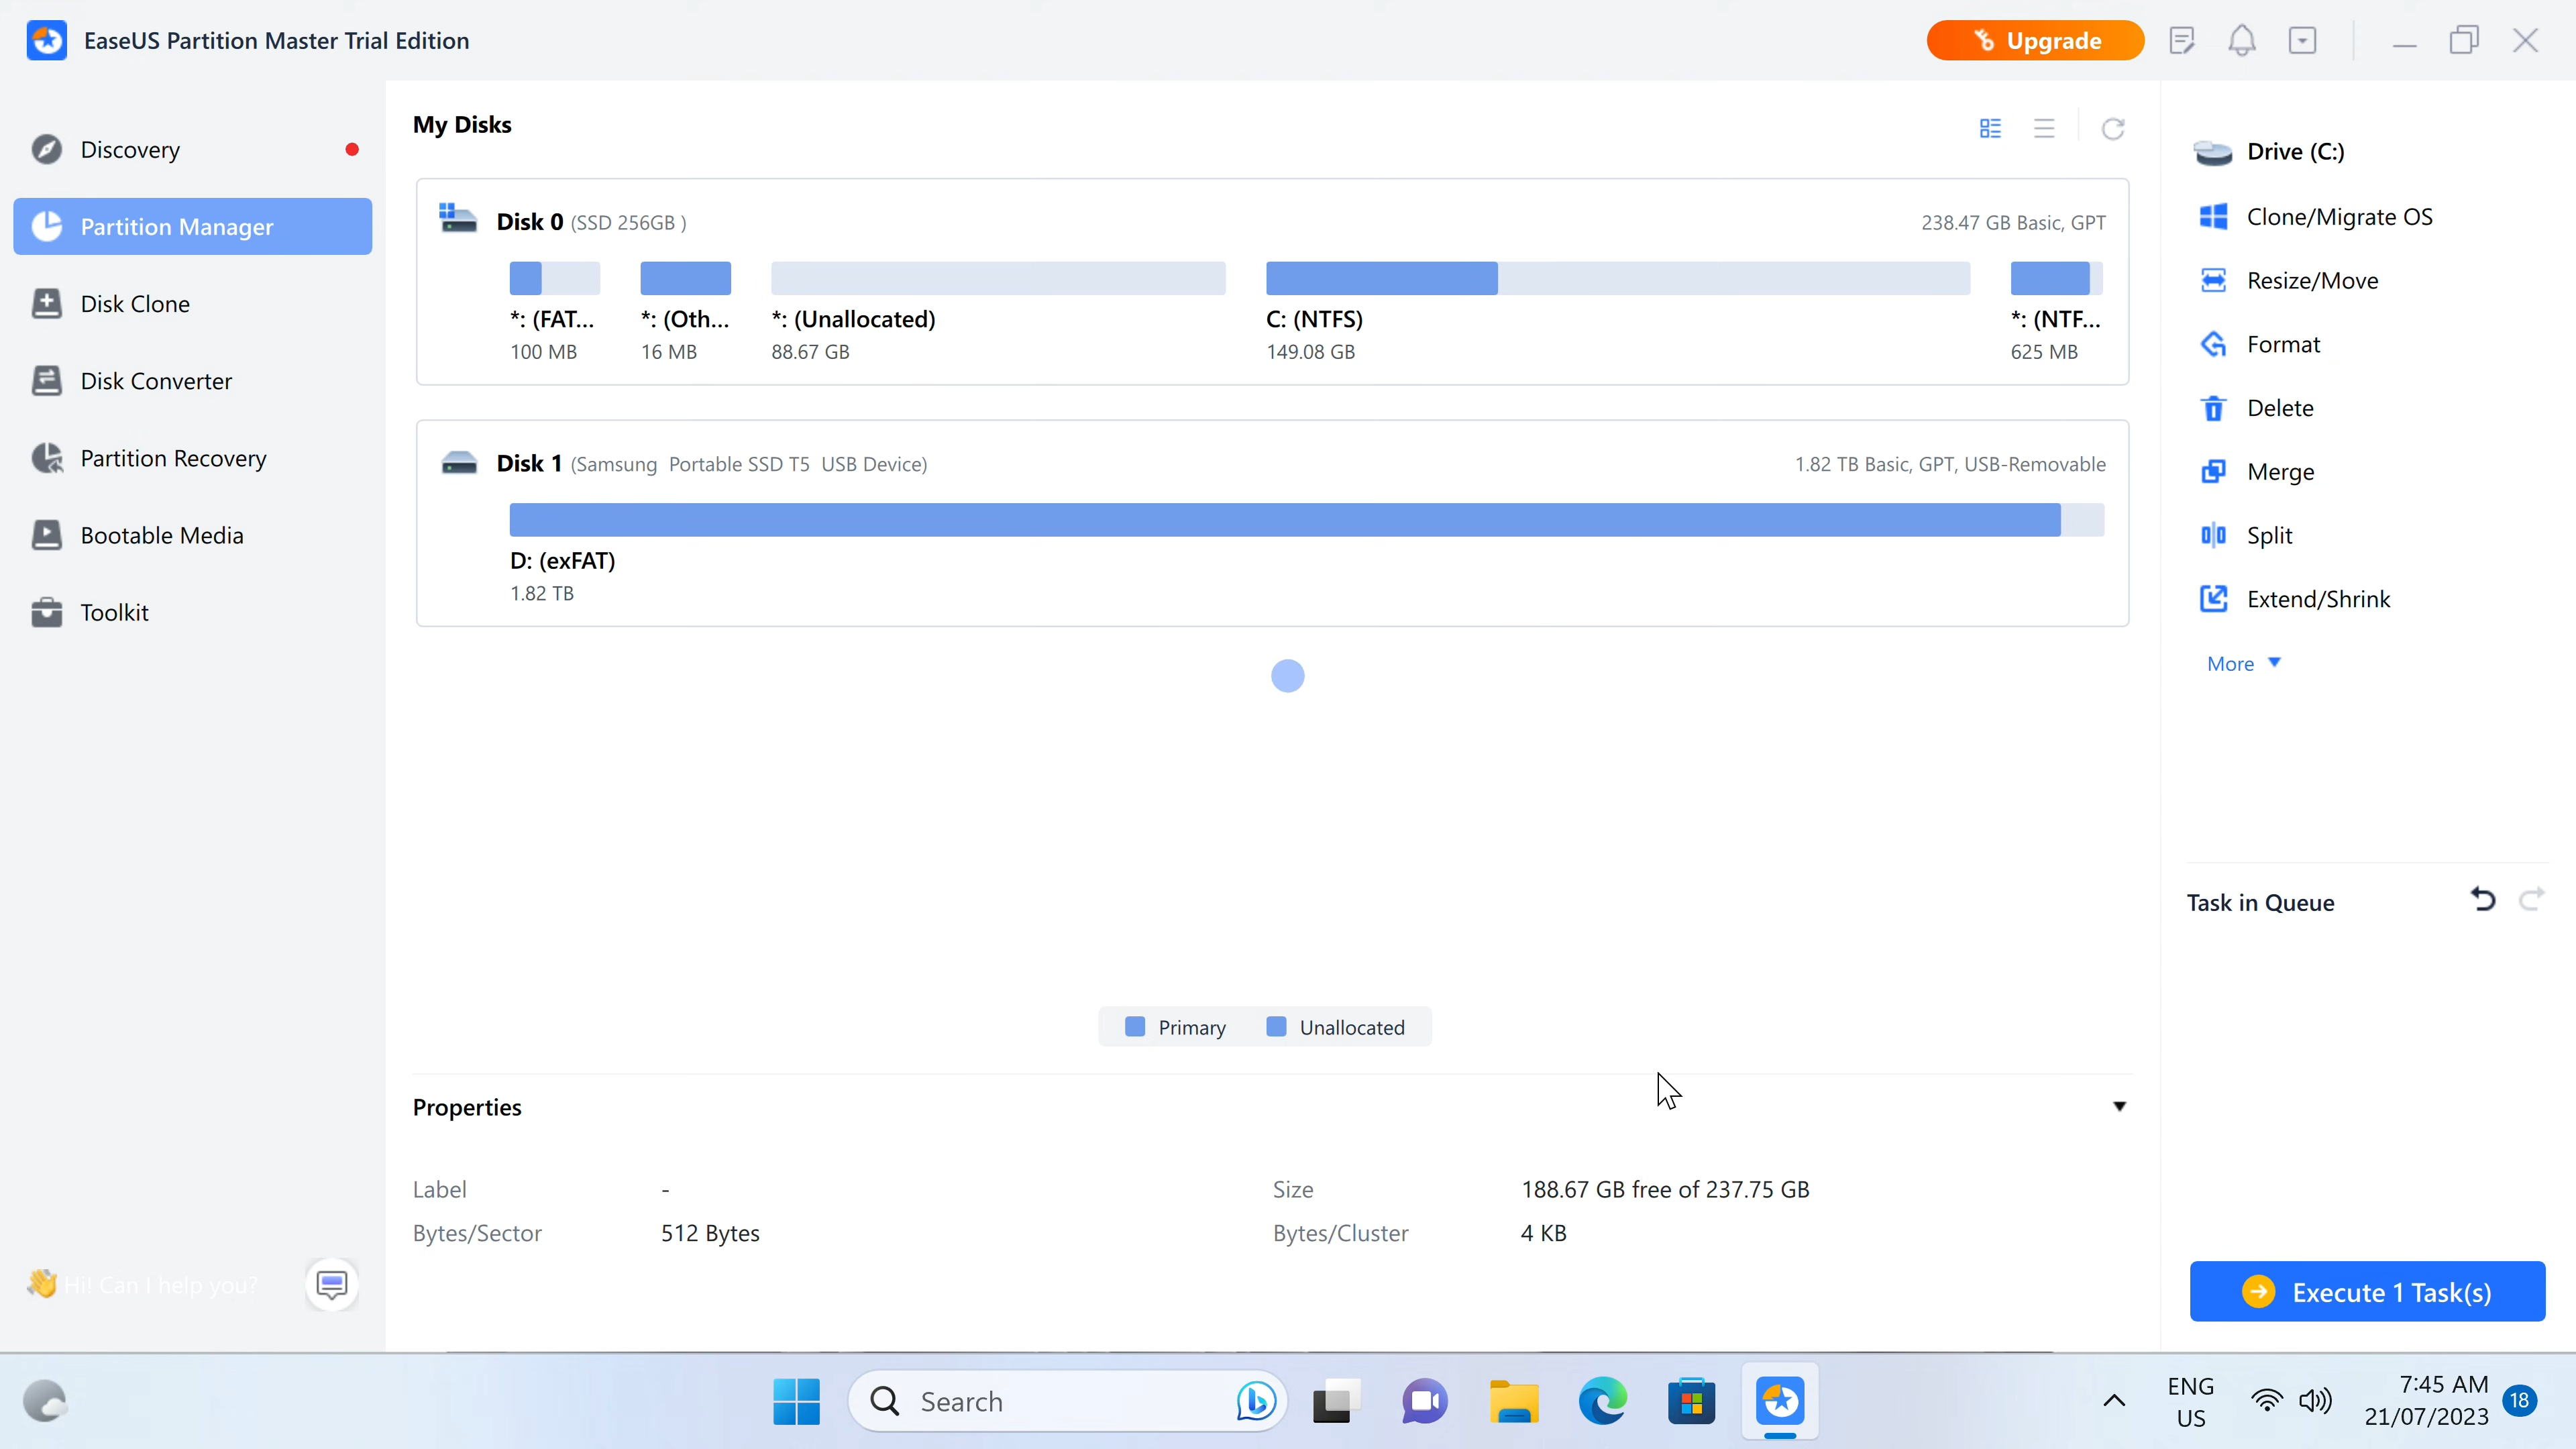 EaseUS Partition Master Trial Edition
Upgrade
Discovery
Partition Manager
Disk Clone
Disk Converter
Partition Recovery
Bootable Media
Toolkit
Hi! Can I help you?
My Disks
Disk 0 (SSD 256GB )
238.47 GB Basic, GPT
*: (FAT...
100 MB
*: (Oth...
16 MB
*: (Unallocated)
88.67 GB
C: (NTFS)
149.08 GB
*: (NTF...
625 MB
Disk 1 (Samsung Portable SSD T5 USB Device)
1.82 TB Basic, GPT, USB-Removable
D: (exFAT)
1.82 TB
Primary
Unallocated
Properties
Label -
Size 188.67 GB free of 237.75 GB
Bytes/Sector 512 Bytes
Bytes/Cluster 4 KB
Drive (C:)
Clone/Migrate OS
Resize/Move
Format
Delete
Merge
Split
Extend/Shrink
More
Task in Queue
Execute 1 Task(s)
Search
ENG
US
7:45 AM
21/07/2023
18